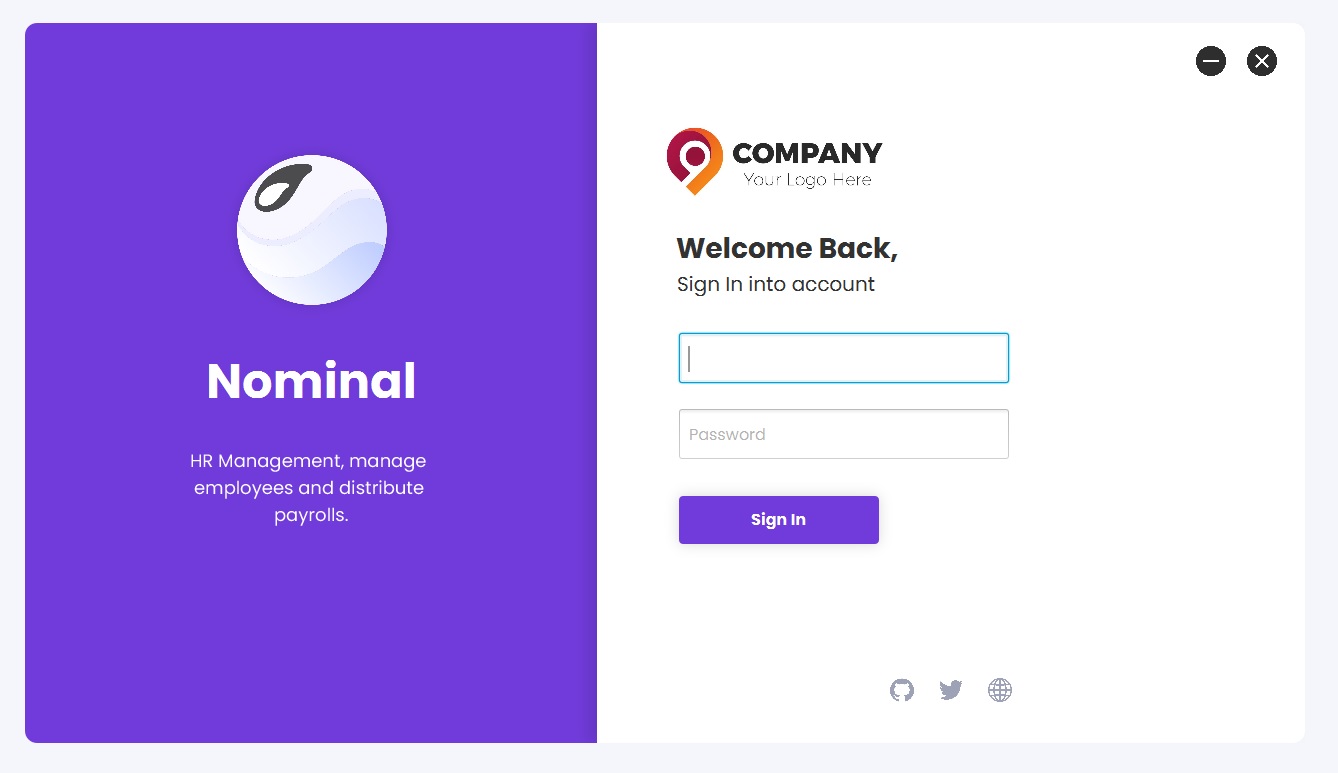 Nominal
HR Management, manage
employees and distribute
payrolls.
COMPANY
Your Logo Here
Welcome Back,
Sign In into account
Password
Sign In